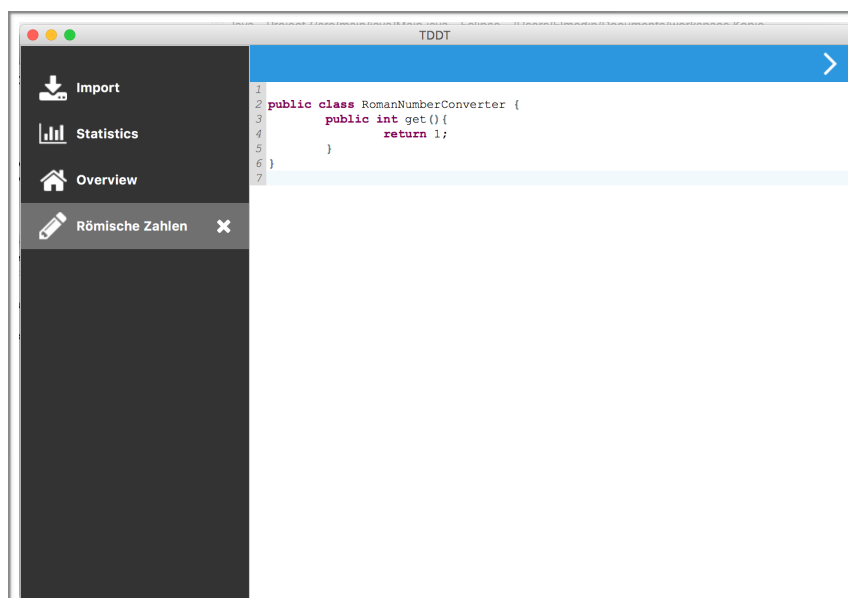 TDDT
Import
Statistics
Overview
Römische Zahlen
1
2 public class RomanNumberConverter {
3 public int get(){
4 return 1;
5 }
6 }
7